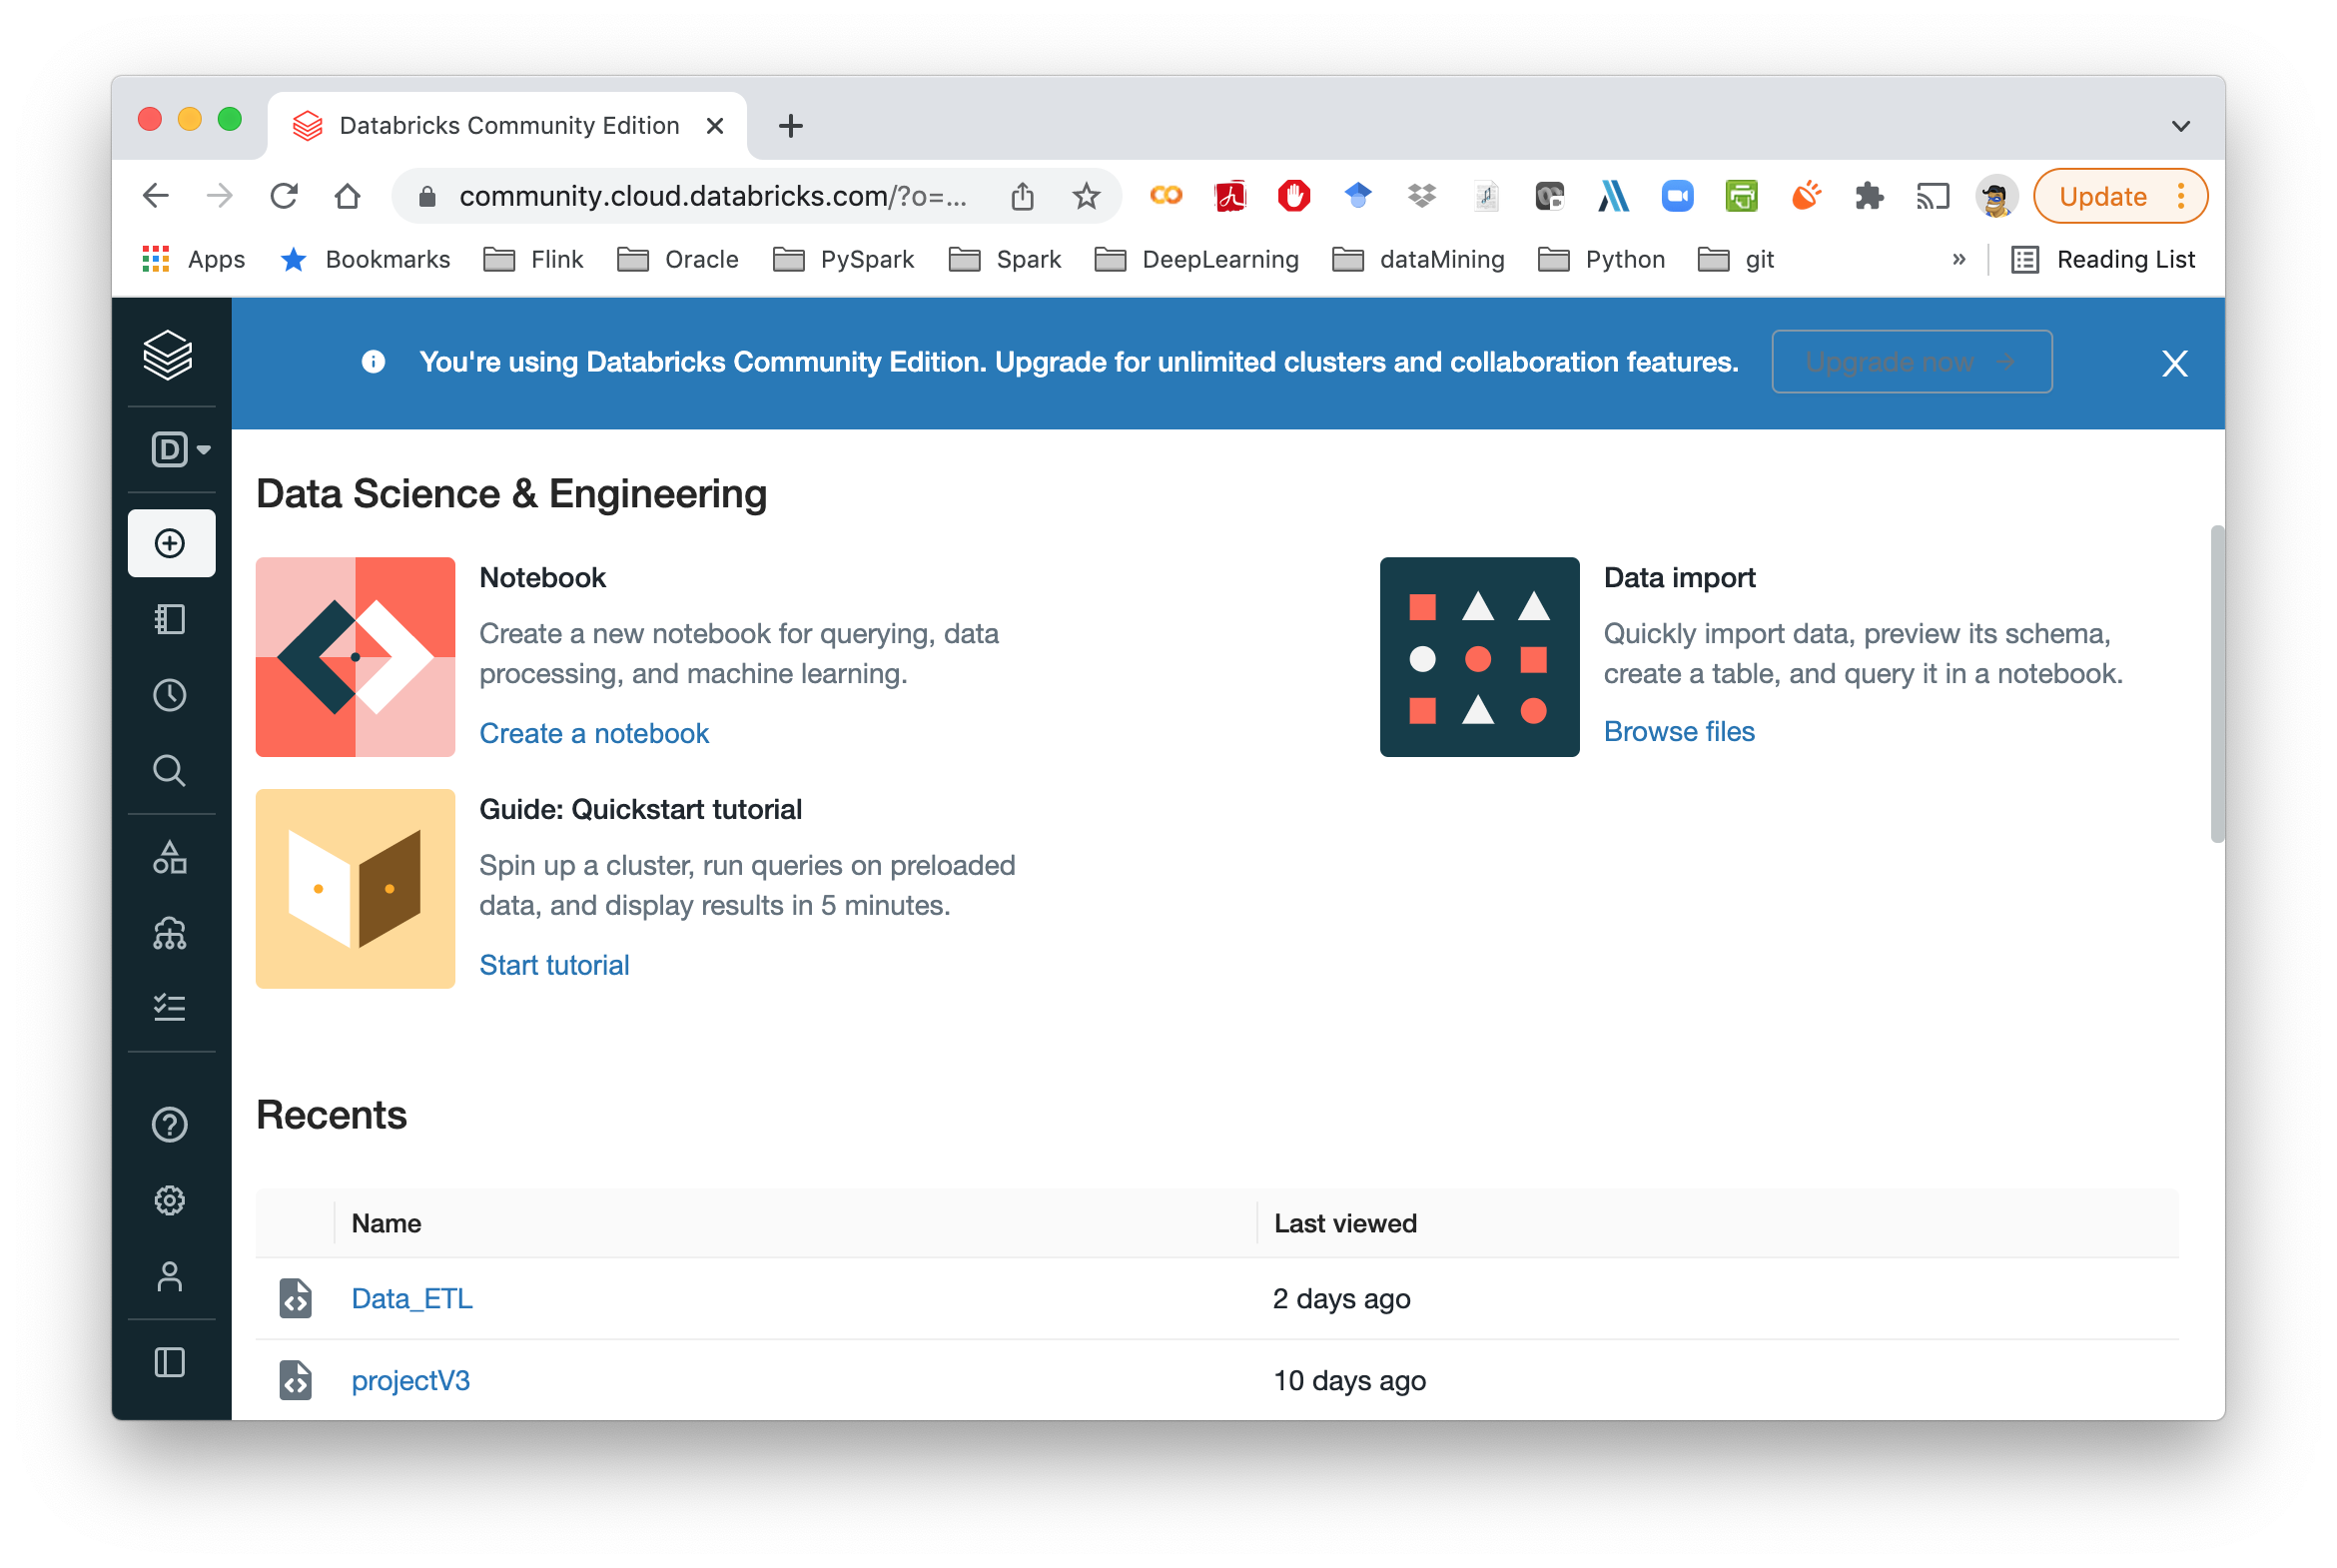 Databricks Community Edition
community.cloud.databricks.com/?o=...
Update
Apps
Bookmarks
Flink
Oracle
PySpark
Spark
DeepLearning
dataMining
Python
git
»
Reading List
You're using Databricks Community Edition. Upgrade for unlimited clusters and collaboration features.
Upgrade now →
D
Data Science & Engineering
Notebook
Create a new notebook for querying, data
processing, and machine learning.
Create a notebook
Data import
Quickly import data, preview its schema,
create a table, and query it in a notebook.
Browse files
Guide: Quickstart tutorial
Spin up a cluster, run queries on preloaded
data, and display results in 5 minutes.
Start tutorial
Recents
Name
Last viewed
Data_ETL
2 days ago
projectV3
10 days ago